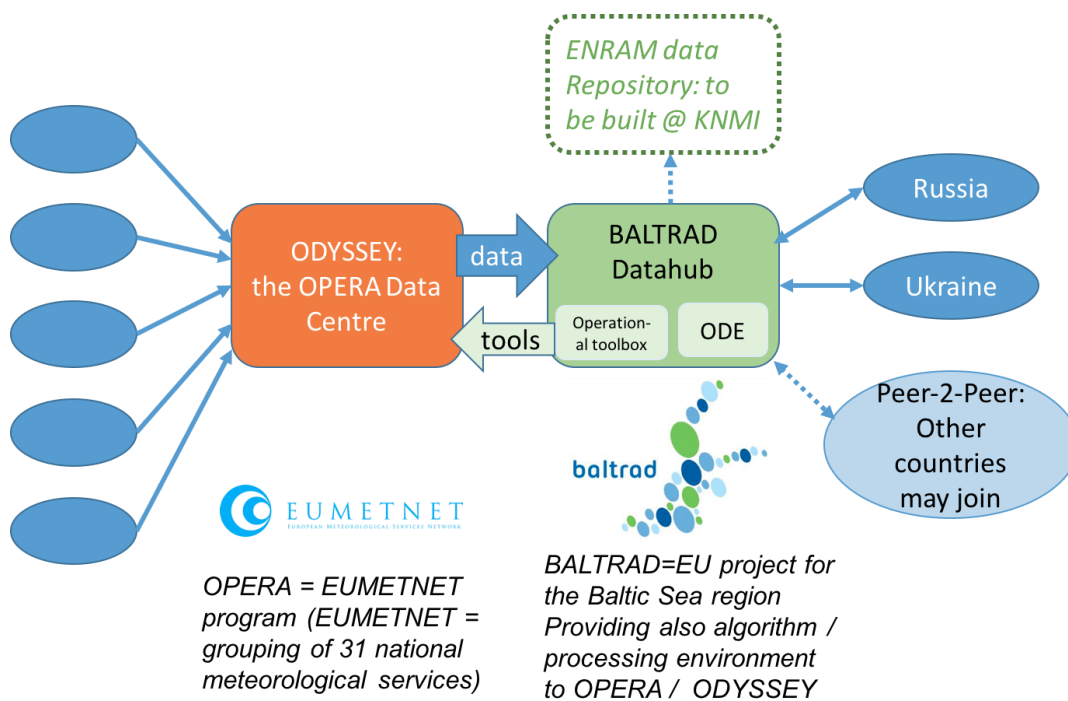 ENRAM data
Repository: to
be built @ KNMI
ODYSSEY:
the OPERA Data
Centre
data
tools
BALTRAD
Datahub
Operation-
al toolbox
ODE
Russia
Ukraine
Peer-2-Peer:
Other
countries
may join
EUMETNET
EUROPEAN METEOROLOGICAL SERVICES NETWORK
baltrad
OPERA = EUMETNET
program (EUMETNET =
grouping of 31 national
meteorological services)
BALTRAD=EU project for
the Baltic Sea region
Providing also algorithm /
processing environment
to OPERA / ODYSSEY